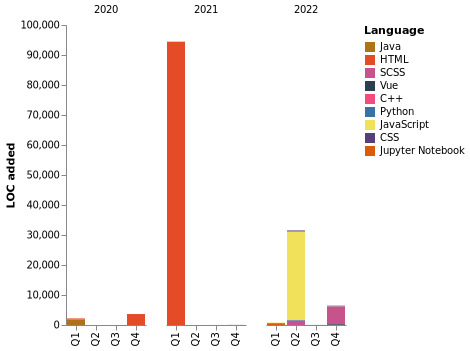 2020 2021 2022
LOC added
100,000
90,000
80,000
70,000
60,000
50,000
40,000
30,000
20,000
10,000
0
Q1 Q2 Q3 Q4 Q1 Q2 Q3 Q4 Q1 Q2 Q3 Q4
Language
Java
HTML
SCSS
Vue
C++
Python
JavaScript
CSS
Jupyter Notebook